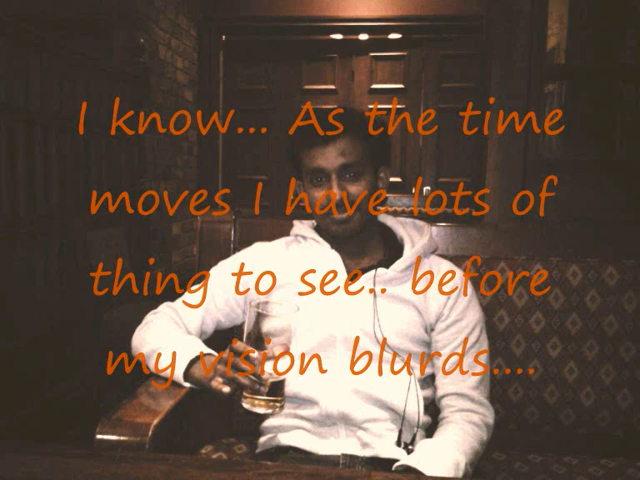 I know... As the time
moves I have lots of
thing to see.. before
my vision blurds....